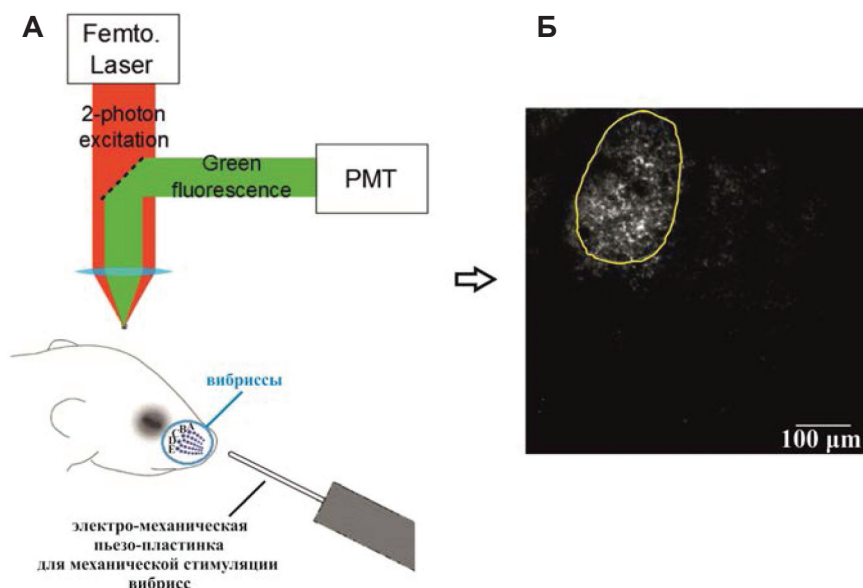 А
Femto.
Laser
2-photon
excitation
Green
fluorescence
PMT
вибриссы
A
B
C
D
E
электро-механическая
пьезо-пластинка
для механической стимуляции
вибрисс
Б
100 µm